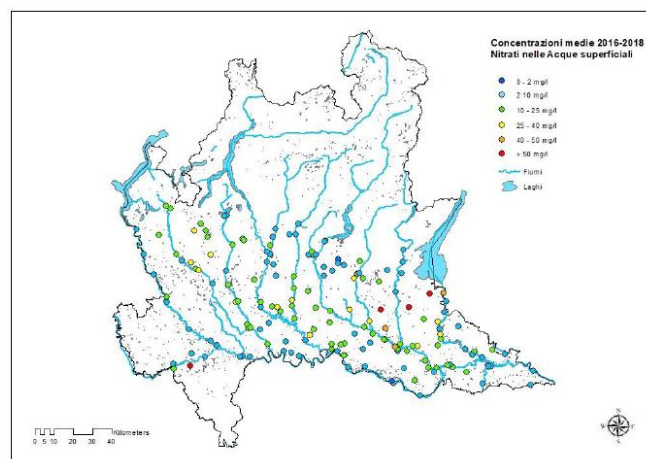 Concentrazioni medie 2016-2018
Nitrati nelle Acque superficiali
0 - 2 mg/l
2 10 mg/l
10 - 25 mg/l
25 - 40 mg/l
40 - 50 mg/l
> 50 mg/l
Fiumi
Laghi
N
W E
S
0 5 10 20 30 40
Kilometers